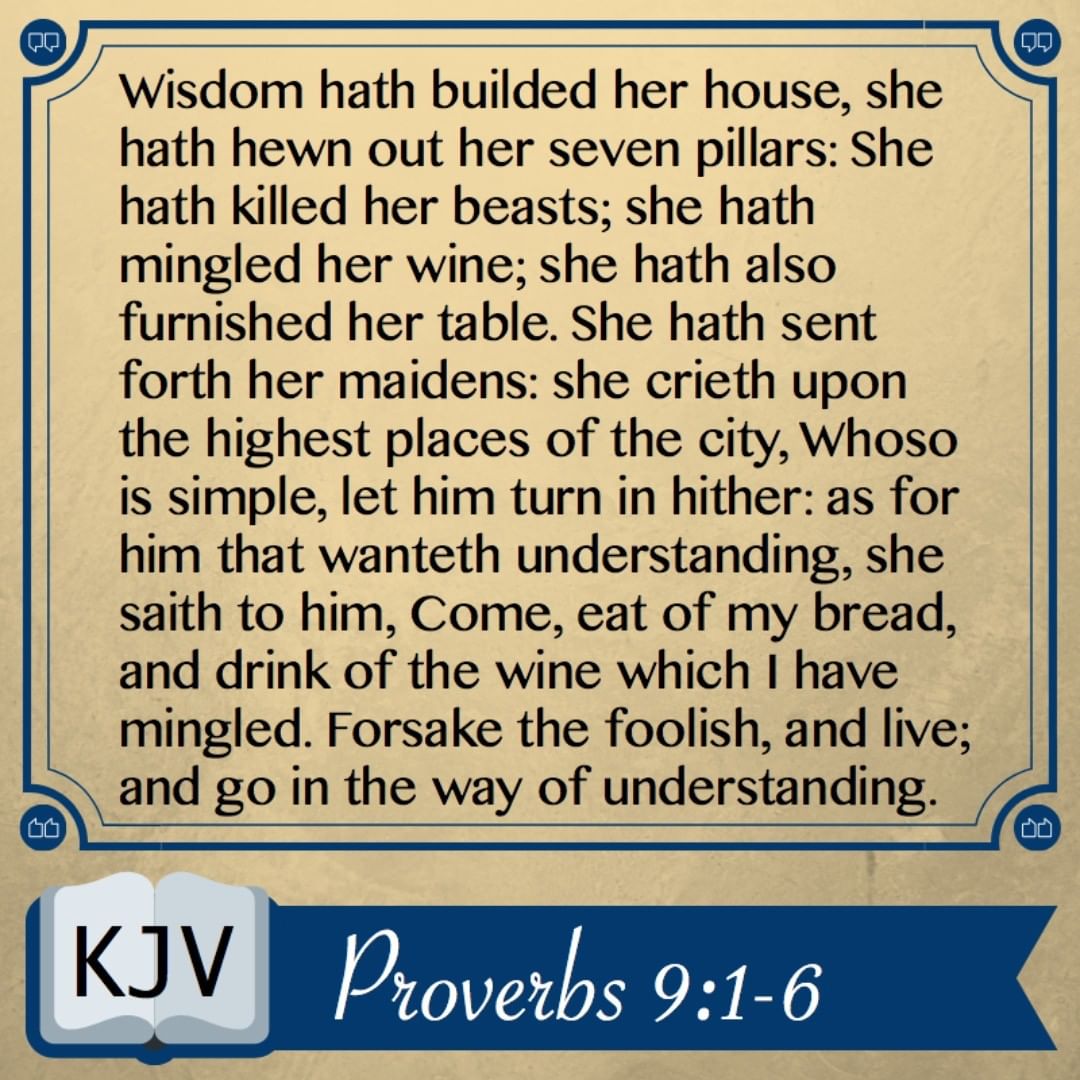 Wisdom hath builded her house, she
hath hewn out her seven pillars: She
hath killed her beasts; she hath
mingled her wine; she hath also
furnished her table. She hath sent
forth her maidens: she crieth upon
the highest places of the city, Whoso
is simple, let him turn in hither: as for
him that wanteth understanding, she
saith to him, Come, eat of my bread,
and drink of the wine which I have
mingled. Forsake the foolish, and live;
and go in the way of understanding.
KJV
Proverbs 9:1-6